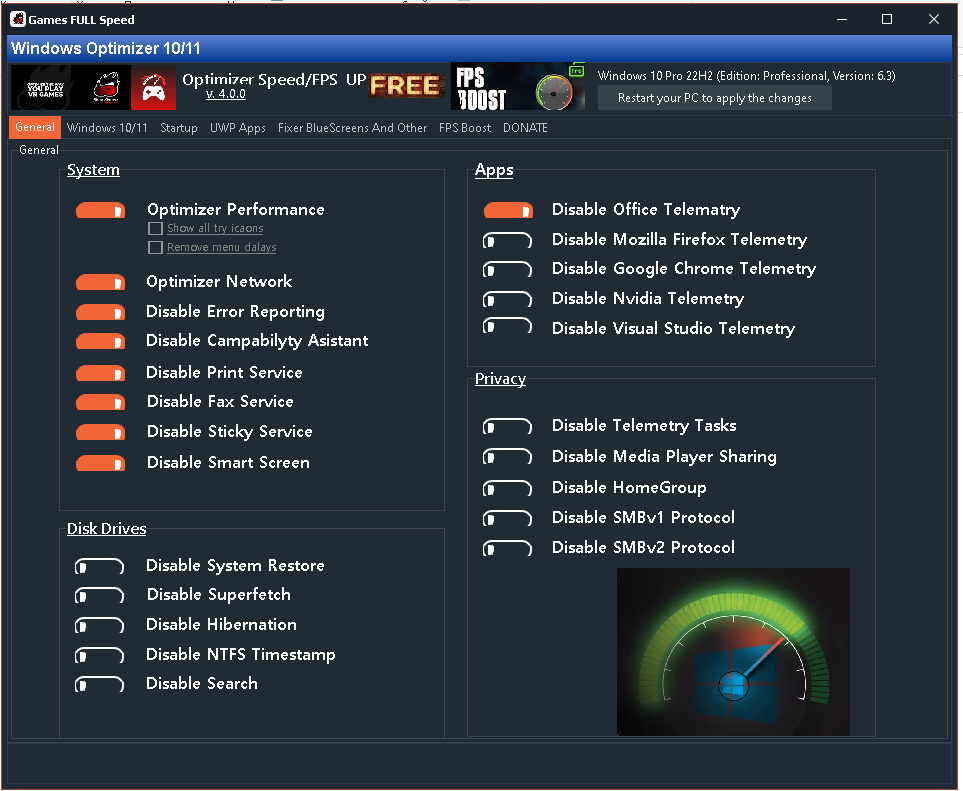 Games FULL Speed
Windows Optimizer 10/11
YOU PLAY
VR GAMES
Optimizer Speed/FPS UP
v. 4.0.0
FREE
FPS
BOOST
FPS
Windows 10 Pro 22H2 (Edition: Professional, Version: 6.3)
Restart your PC to apply the changes
General
Windows 10/11
Startup
UWP Apps
Fixer BlueScreens And Other
FPS Boost
DONATE
General
System
Optimizer Performance
Show all try icaons
Remove menu dalays
Optimizer Network
Disable Error Reporting
Disable Campabilyty Asistant
Disable Print Service
Disable Fax Service
Disable Sticky Service
Disable Smart Screen
Disk Drives
Disable System Restore
Disable Superfetch
Disable Hibernation
Disable NTFS Timestamp
Disable Search
Apps
Disable Office Telematry
Disable Mozilla Firefox Telemetry
Disable Google Chrome Telemetry
Disable Nvidia Telemetry
Disable Visual Studio Telemetry
Privacy
Disable Telemetry Tasks
Disable Media Player Sharing
Disable HomeGroup
Disable SMBv1 Protocol
Disable SMBv2 Protocol